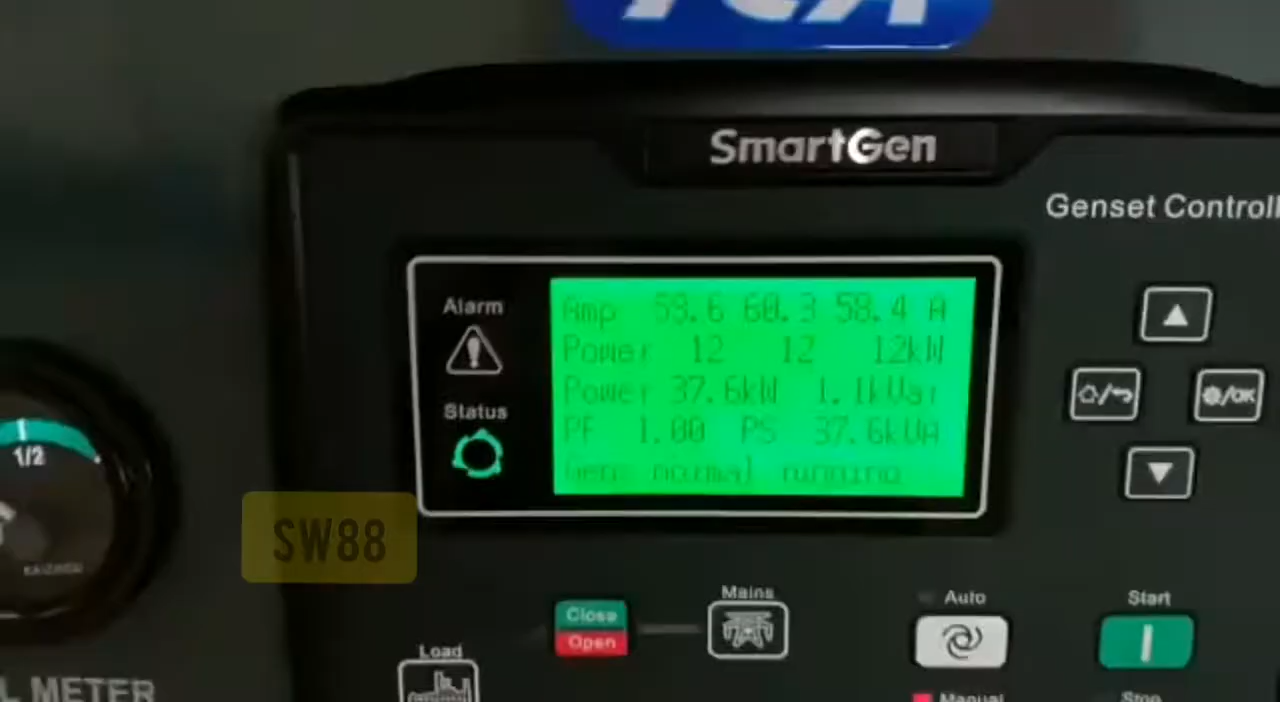 SmartGen
Genset Controll
Alarm
Status
Amp 59.6 60.3 58.4 A
Power 12 12 12kW
Power 37.6kW 1.1kVar
PF 1.00 PS 37.6kVA
Gens normal running
OK
1/2
SW88
Close
Open
Mains
Auto
Start
Load
Manual
Stop
L METER